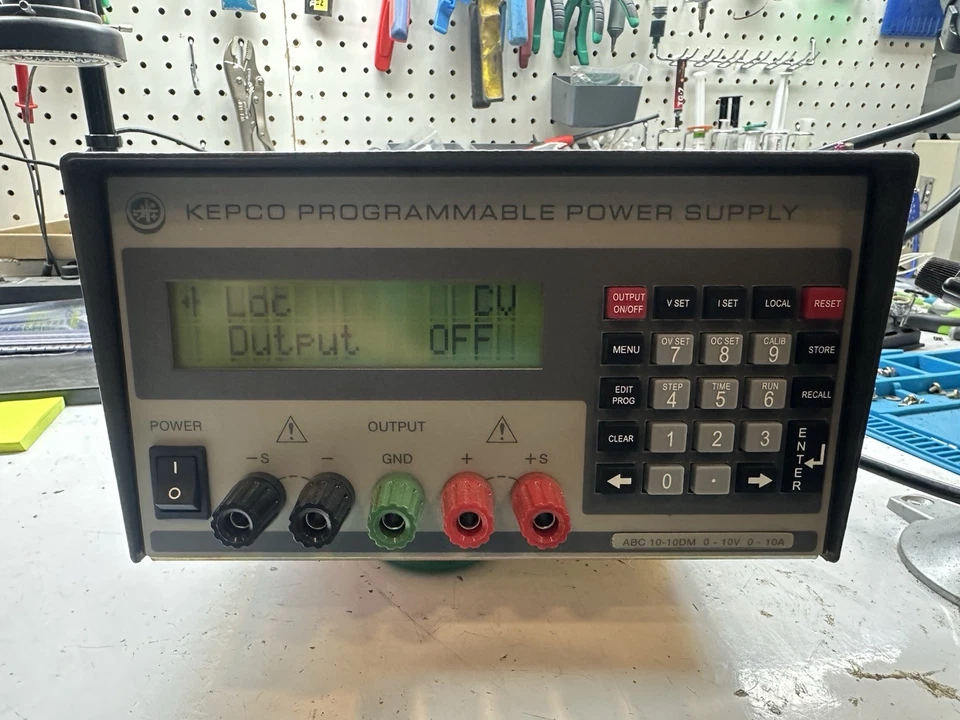 KEPCO PROGRAMMABLE POWER SUPPLY
Loc CV
Output OFF
OUTPUT ON/OFF
V SET
I SET
LOCAL
RESET
MENU
OV SET
7
OC SET
8
CALIB
9
STORE
EDIT PROG
STEP
4
TIME
5
RUN
6
RECALL
CLEAR
1
2
3
ENTER
0
.
POWER
I
O
OUTPUT
-S
-
GND
+
+S
ABC 10-10DM 0 - 10V 0 - 10A
TG-7